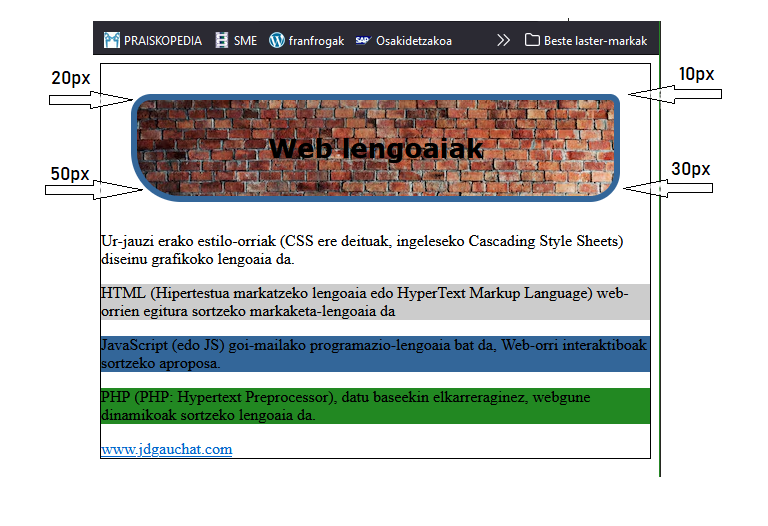 PRAISKOPEDIA SME franfrogak SAP Osakidetzakoa Beste laster-markak
20px
10px
Web lengoaiak
50px
30px
Ur-jauzi erako estilo-orriak (CSS ere deituak, ingeleseko Cascading Style Sheets)
diseinu grafikoko lengoaia da.
HTML (Hipertestua markatzeko lengoaia edo HyperText Markup Language) web-
orrien egitura sortzeko markaketa-lengoaia da
JavaScript (edo JS) goi-mailako programazio-lengoaia bat da, Web-orri interaktiboak
sortzeko aproposa.
PHP (PHP: Hypertext Preprocessor), datu baseekin elkarreraginez, webgune
dinamikoak sortzeko lengoaia da.
www.jdgauchat.com